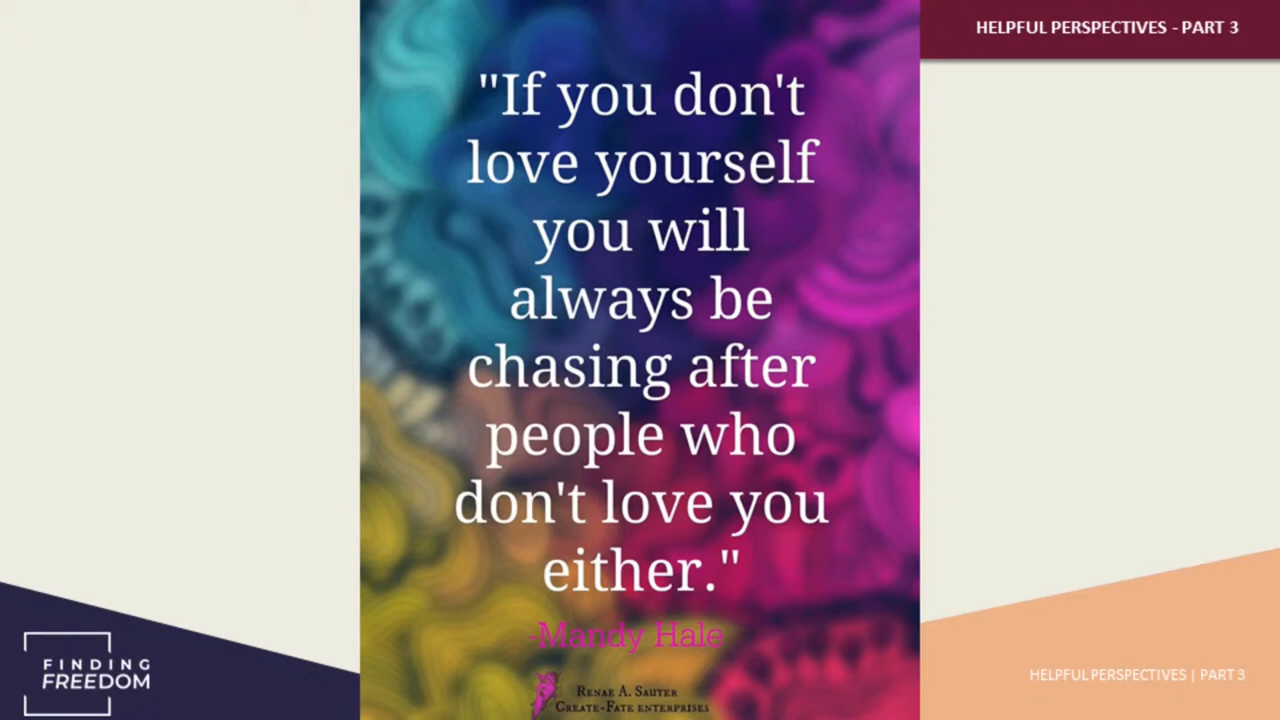 HELPFUL PERSPECTIVES - PART 3
"If you don't
love yourself
you will
always be
chasing after
people who
don't love you
either."
-Mandy Hale
Renae A. Sauter
Create-Fate enterprises
FINDING
FREEDOM
HELPFUL PERSPECTIVES | PART 3